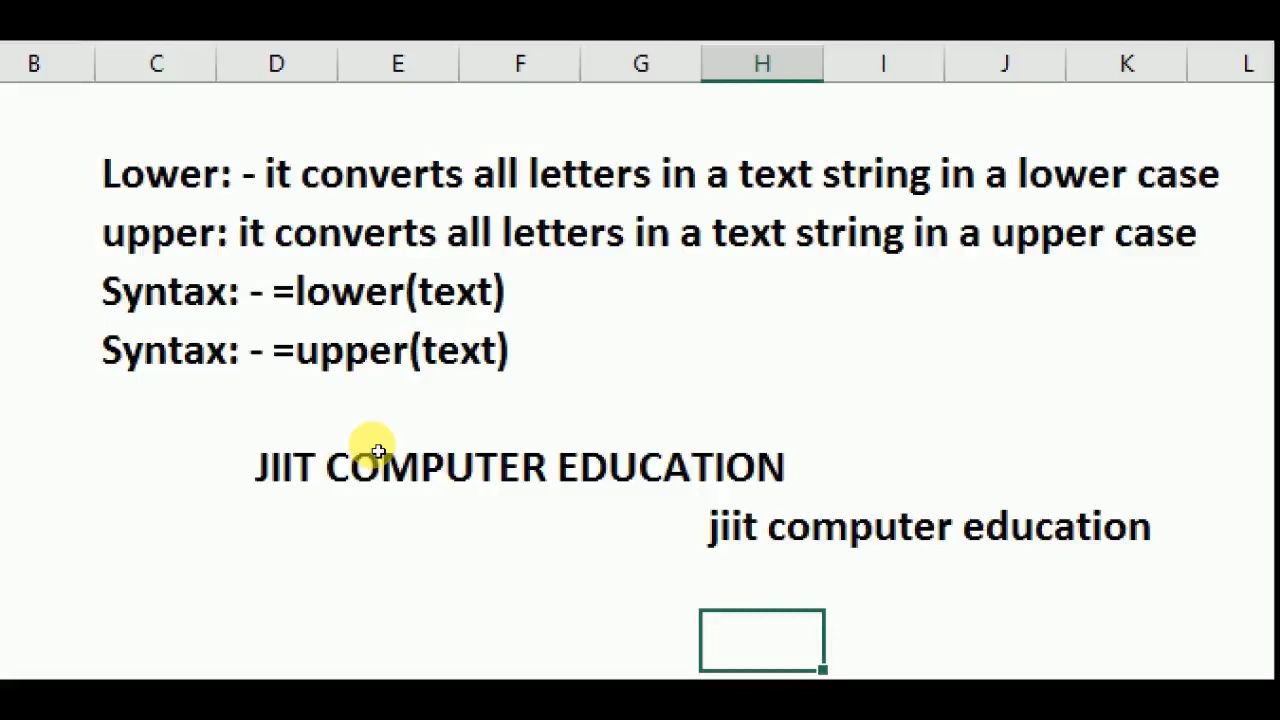 B C D E F G H I J K L
Lower: - it converts all letters in a text string in a lower case
upper: it converts all letters in a text string in a upper case
Syntax: - =lower(text)
Syntax: - =upper(text)
JIIT COMPUTER EDUCATION
jiit computer education